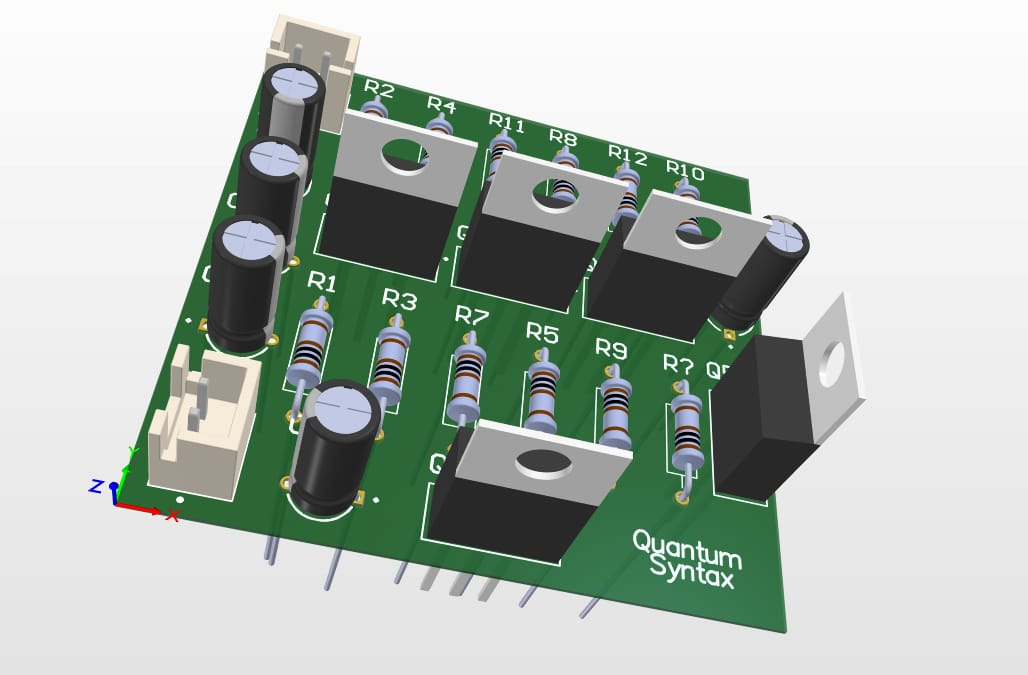 R2
R4
R11
R8
R12
R10
R1
R3
R7
R5
R9
R?
Quantum
Syntax
Z
Y
X